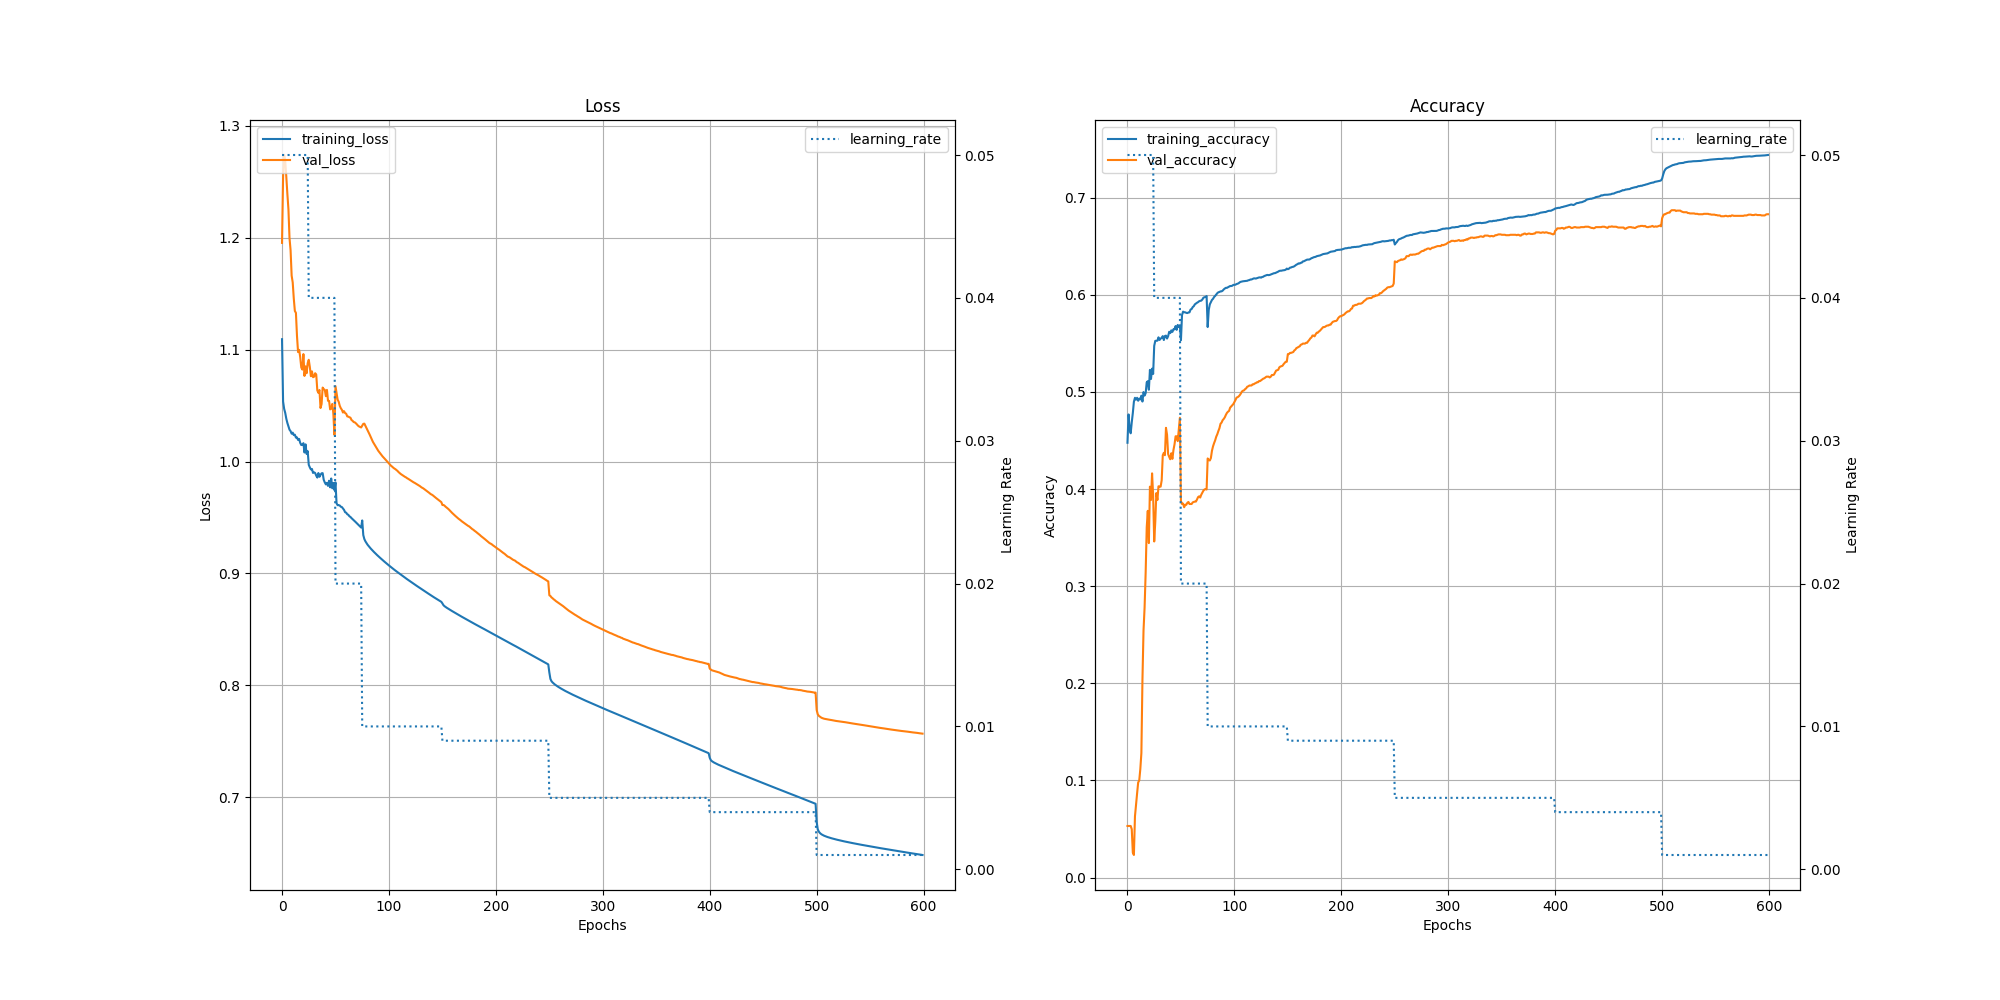 Loss
training_loss
val_loss
learning_rate
1.3
1.2
1.1
1.0
0.9
0.8
0.7
Loss
0.05
0.04
0.03
0.02
0.01
0.00
Learning Rate
0 100 200 300 400 500 600
Epochs
Accuracy
training_accuracy
val_accuracy
learning_rate
0.7
0.6
0.5
0.4
0.3
0.2
0.1
0.0
Accuracy
0.05
0.04
0.03
0.02
0.01
0.00
Learning Rate
0 100 200 300 400 500 600
Epochs